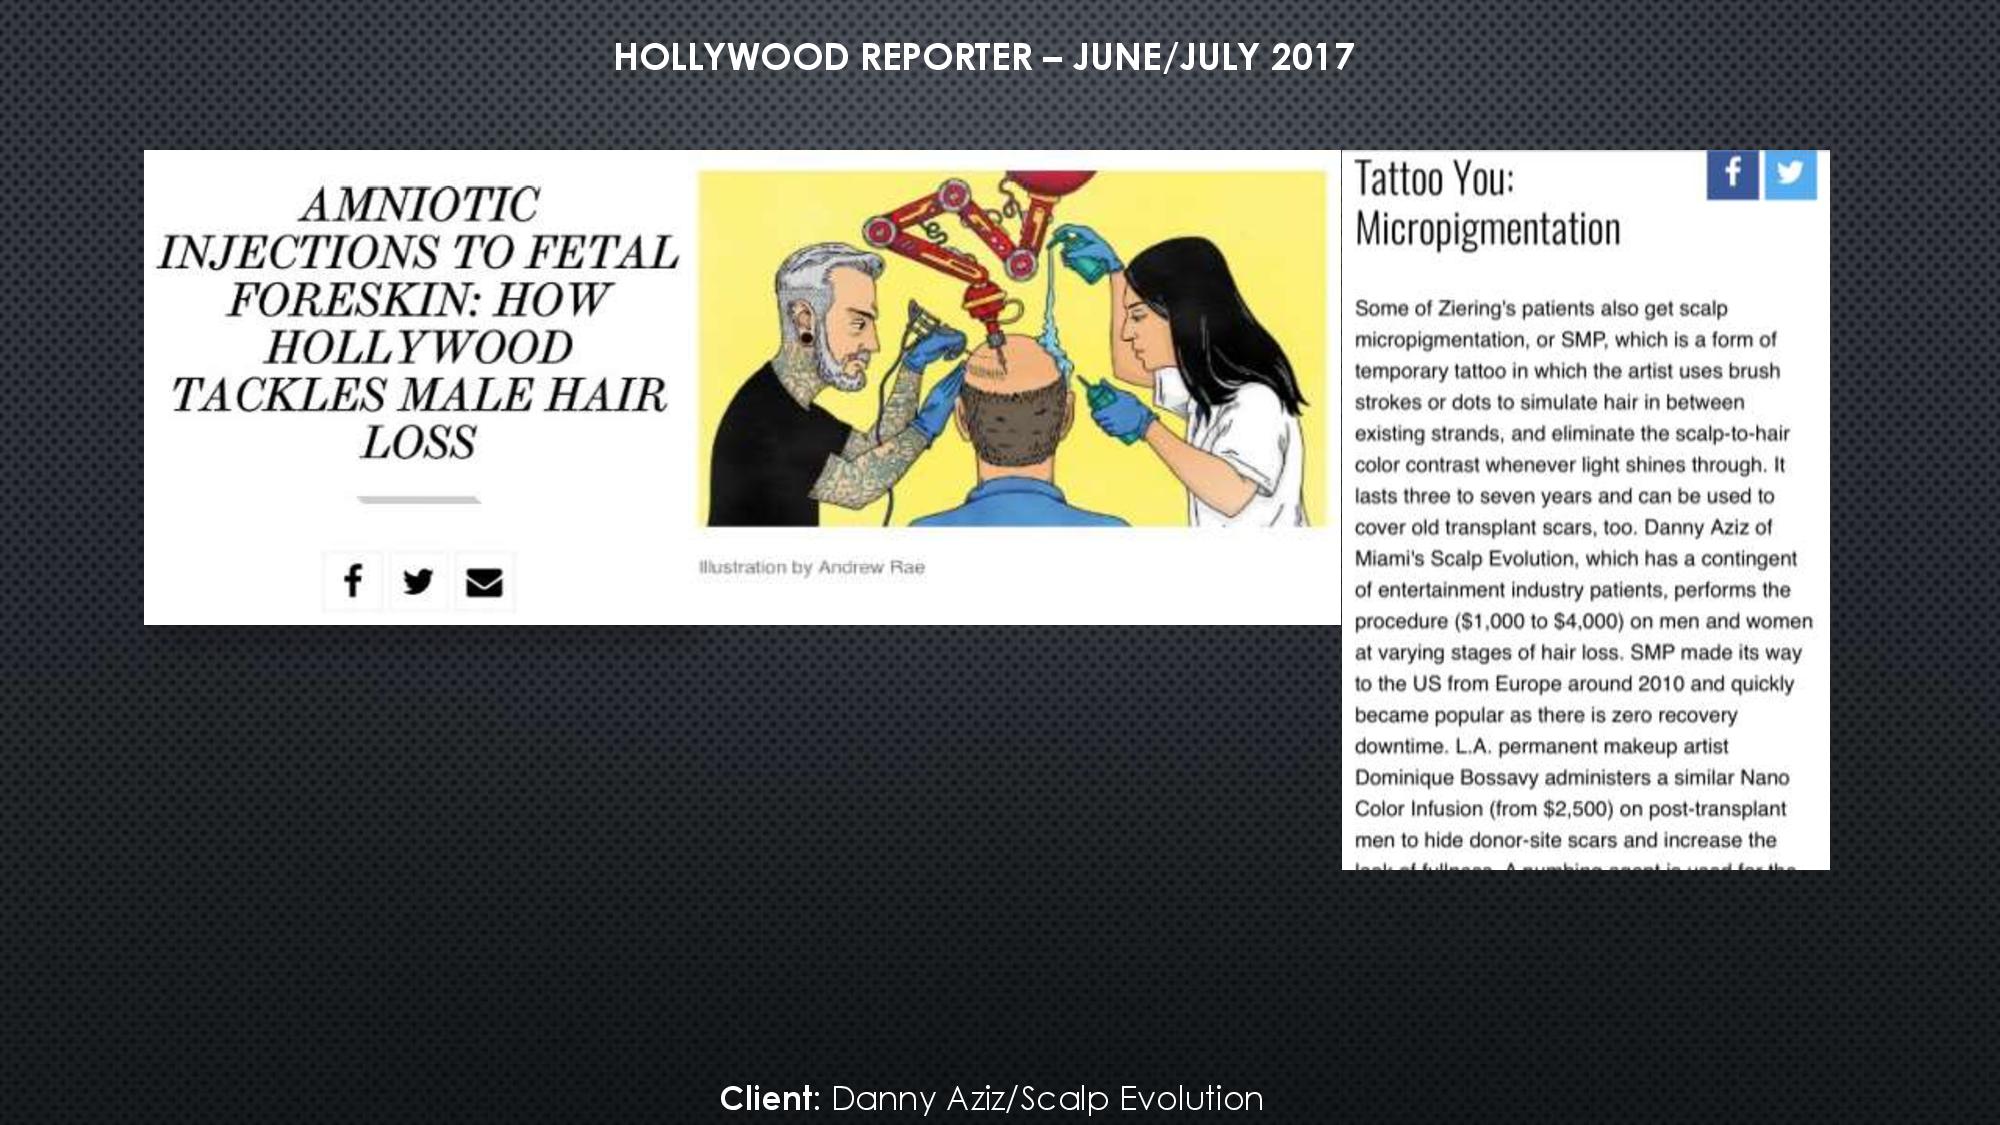 HOLLYWOOD REPORTER – JUNE/JULY 2017
AMNIOTIC
INJECTIONS TO FETAL
FORESKIN: HOW
HOLLYWOOD
TACKLES MALE HAIR
LOSS
Illustration by Andrew Rae
Tattoo You:
Micropigmentation
Some of Ziering's patients also get scalp
micropigmentation, or SMP, which is a form of
temporary tattoo in which the artist uses brush
strokes or dots to simulate hair in between
existing strands, and eliminate the scalp-to-hair
color contrast whenever light shines through. It
lasts three to seven years and can be used to
cover old transplant scars, too. Danny Aziz of
Miami's Scalp Evolution, which has a contingent
of entertainment industry patients, performs the
procedure ($1,000 to $4,000) on men and women
at varying stages of hair loss. SMP made its way
to the US from Europe around 2010 and quickly
became popular as there is zero recovery
downtime. L.A. permanent makeup artist
Dominique Bossavy administers a similar Nano
Color Infusion (from $2,500) on post-transplant
men to hide donor-site scars and increase the
Client: Danny Aziz/Scalp Evolution